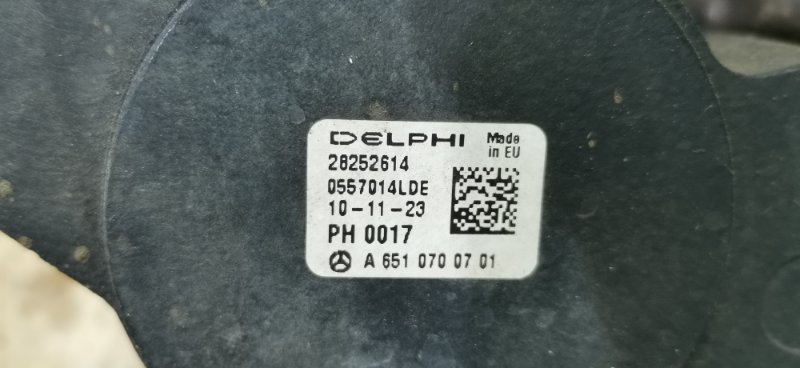 DELPHI Made in EU
28252614
0557014LDE
10-11-23
PH 0017
A 651 070 07 01